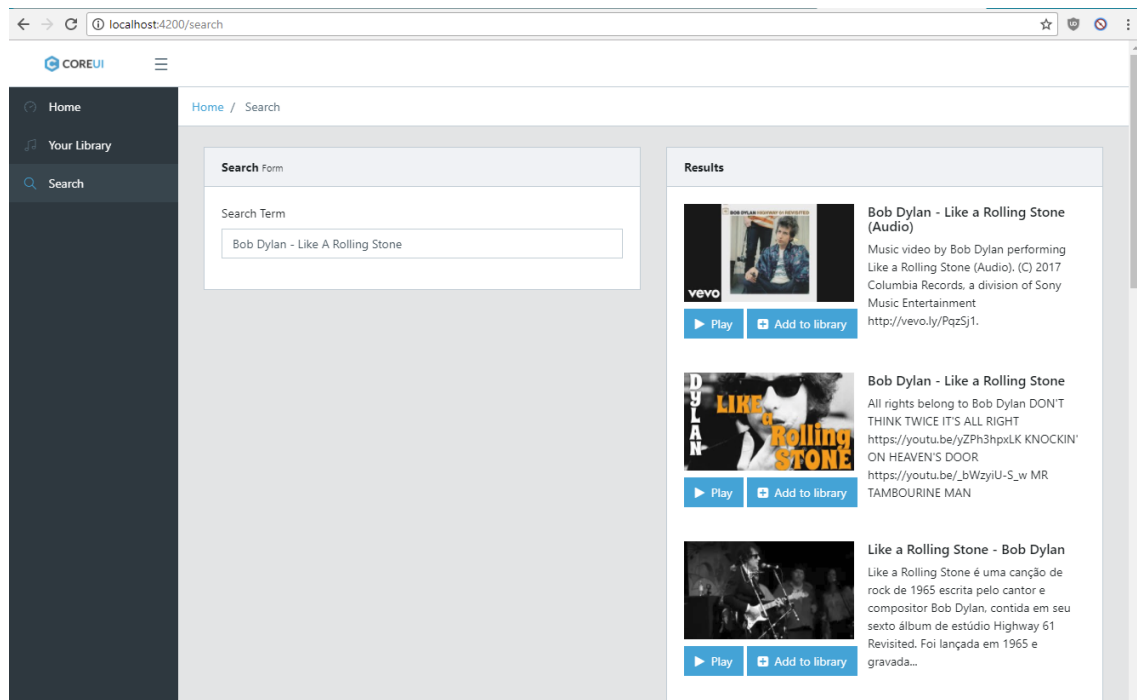 localhost:4200/search
COREUI
Home
Your Library
Search
Home / Search
Search Form
Search Term
Bob Dylan - Like A Rolling Stone
Results
BOB DYLAN HIGHWAY 61 REVISITED
vevo
Bob Dylan - Like a Rolling Stone
(Audio)
Music video by Bob Dylan performing
Like a Rolling Stone (Audio). (C) 2017
Columbia Records, a division of Sony
Music Entertainment
http://vevo.ly/PqzSj1.
Play
Add to library
DYLAN
LIKE
a
Rolling
STONE
Bob Dylan - Like a Rolling Stone
All rights belong to Bob Dylan DON'T
THINK TWICE IT'S ALL RIGHT
https://youtu.be/yZPh3hpxLK KNOCKIN'
ON HEAVEN'S DOOR
https://youtu.be/_bWzyiU-S_w MR
TAMBOURINE MAN
Play
Add to library
Like a Rolling Stone - Bob Dylan
Like a Rolling Stone é uma canção de
rock de 1965 escrita pelo cantor e
compositor Bob Dylan, contida em seu
sexto álbum de estúdio Highway 61
Revisited. Foi lançada em 1965 e
gravada...
Play
Add to library